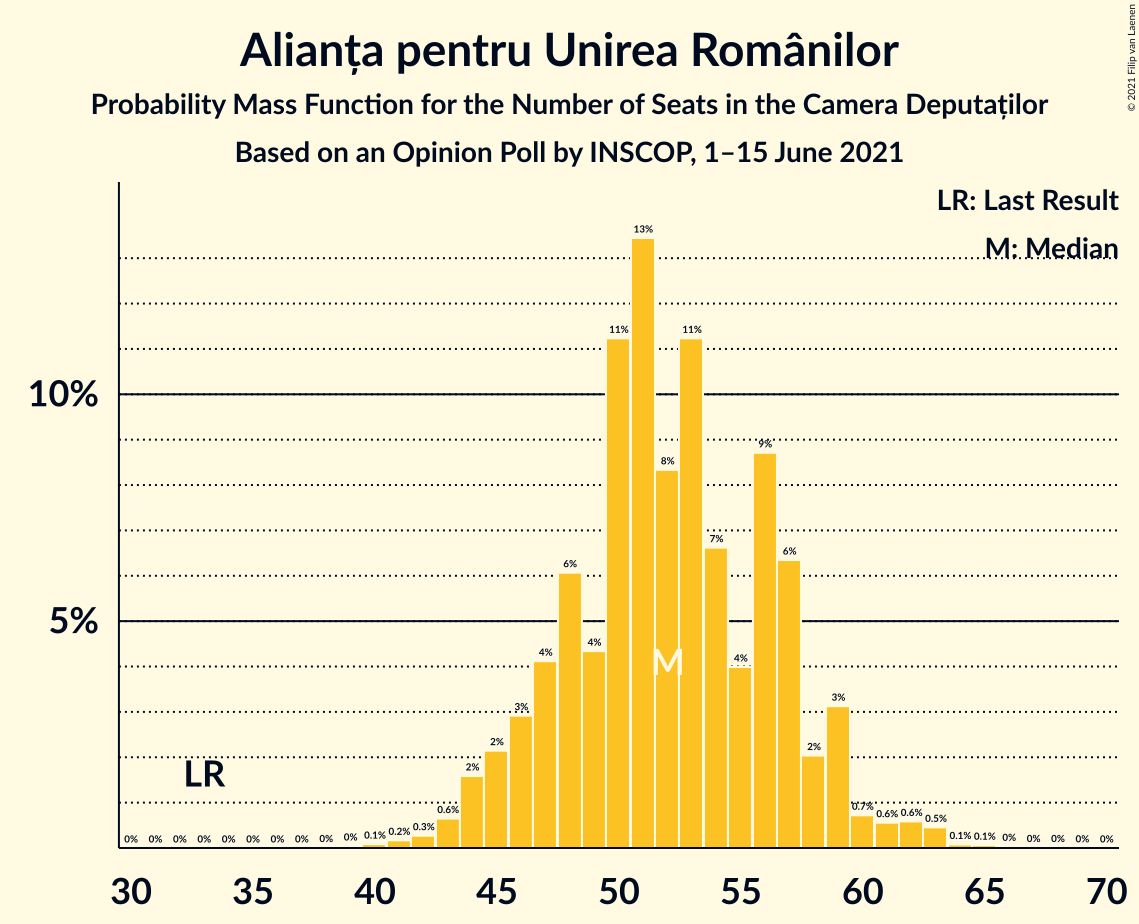 Alianța pentru Unirea Românilor
Probability Mass Function for the Number of Seats in the Camera Deputaților
Based on an Opinion Poll by INSCOP, 1–15 June 2021
© 2021 Filip van Laenen
LR: Last Result
M: Median
10%
5%
0% 0% 0% 0% 0% 0% 0% 0% 0% 0% 0.1% 0.2% 0.3% 0.6% 2% 2% 3% 4% 6% 4% 11% 13% 8% 11% 7% 4% 9% 6% 2% 3% 0.7% 0.6% 0.6% 0.5% 0.1% 0.1% 0% 0% 0% 0% 0%
M
LR
30 35 40 45 50 55 60 65 70